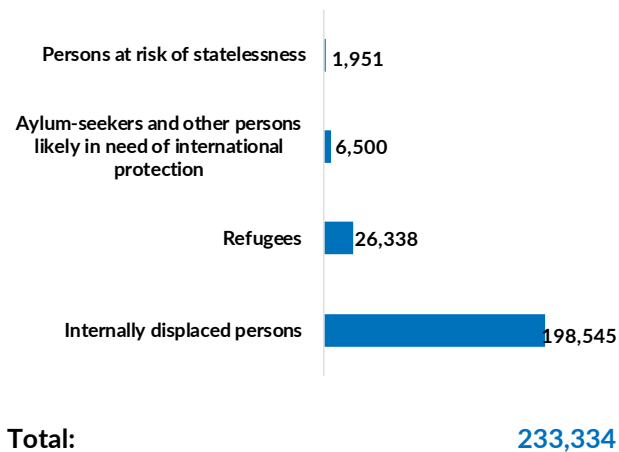 Persons at risk of statelessness 1,951
Aylum-seekers and other persons
likely in need of international
protection
6,500
Refugees 26,338
Internally displaced persons 198,545
Total: 233,334